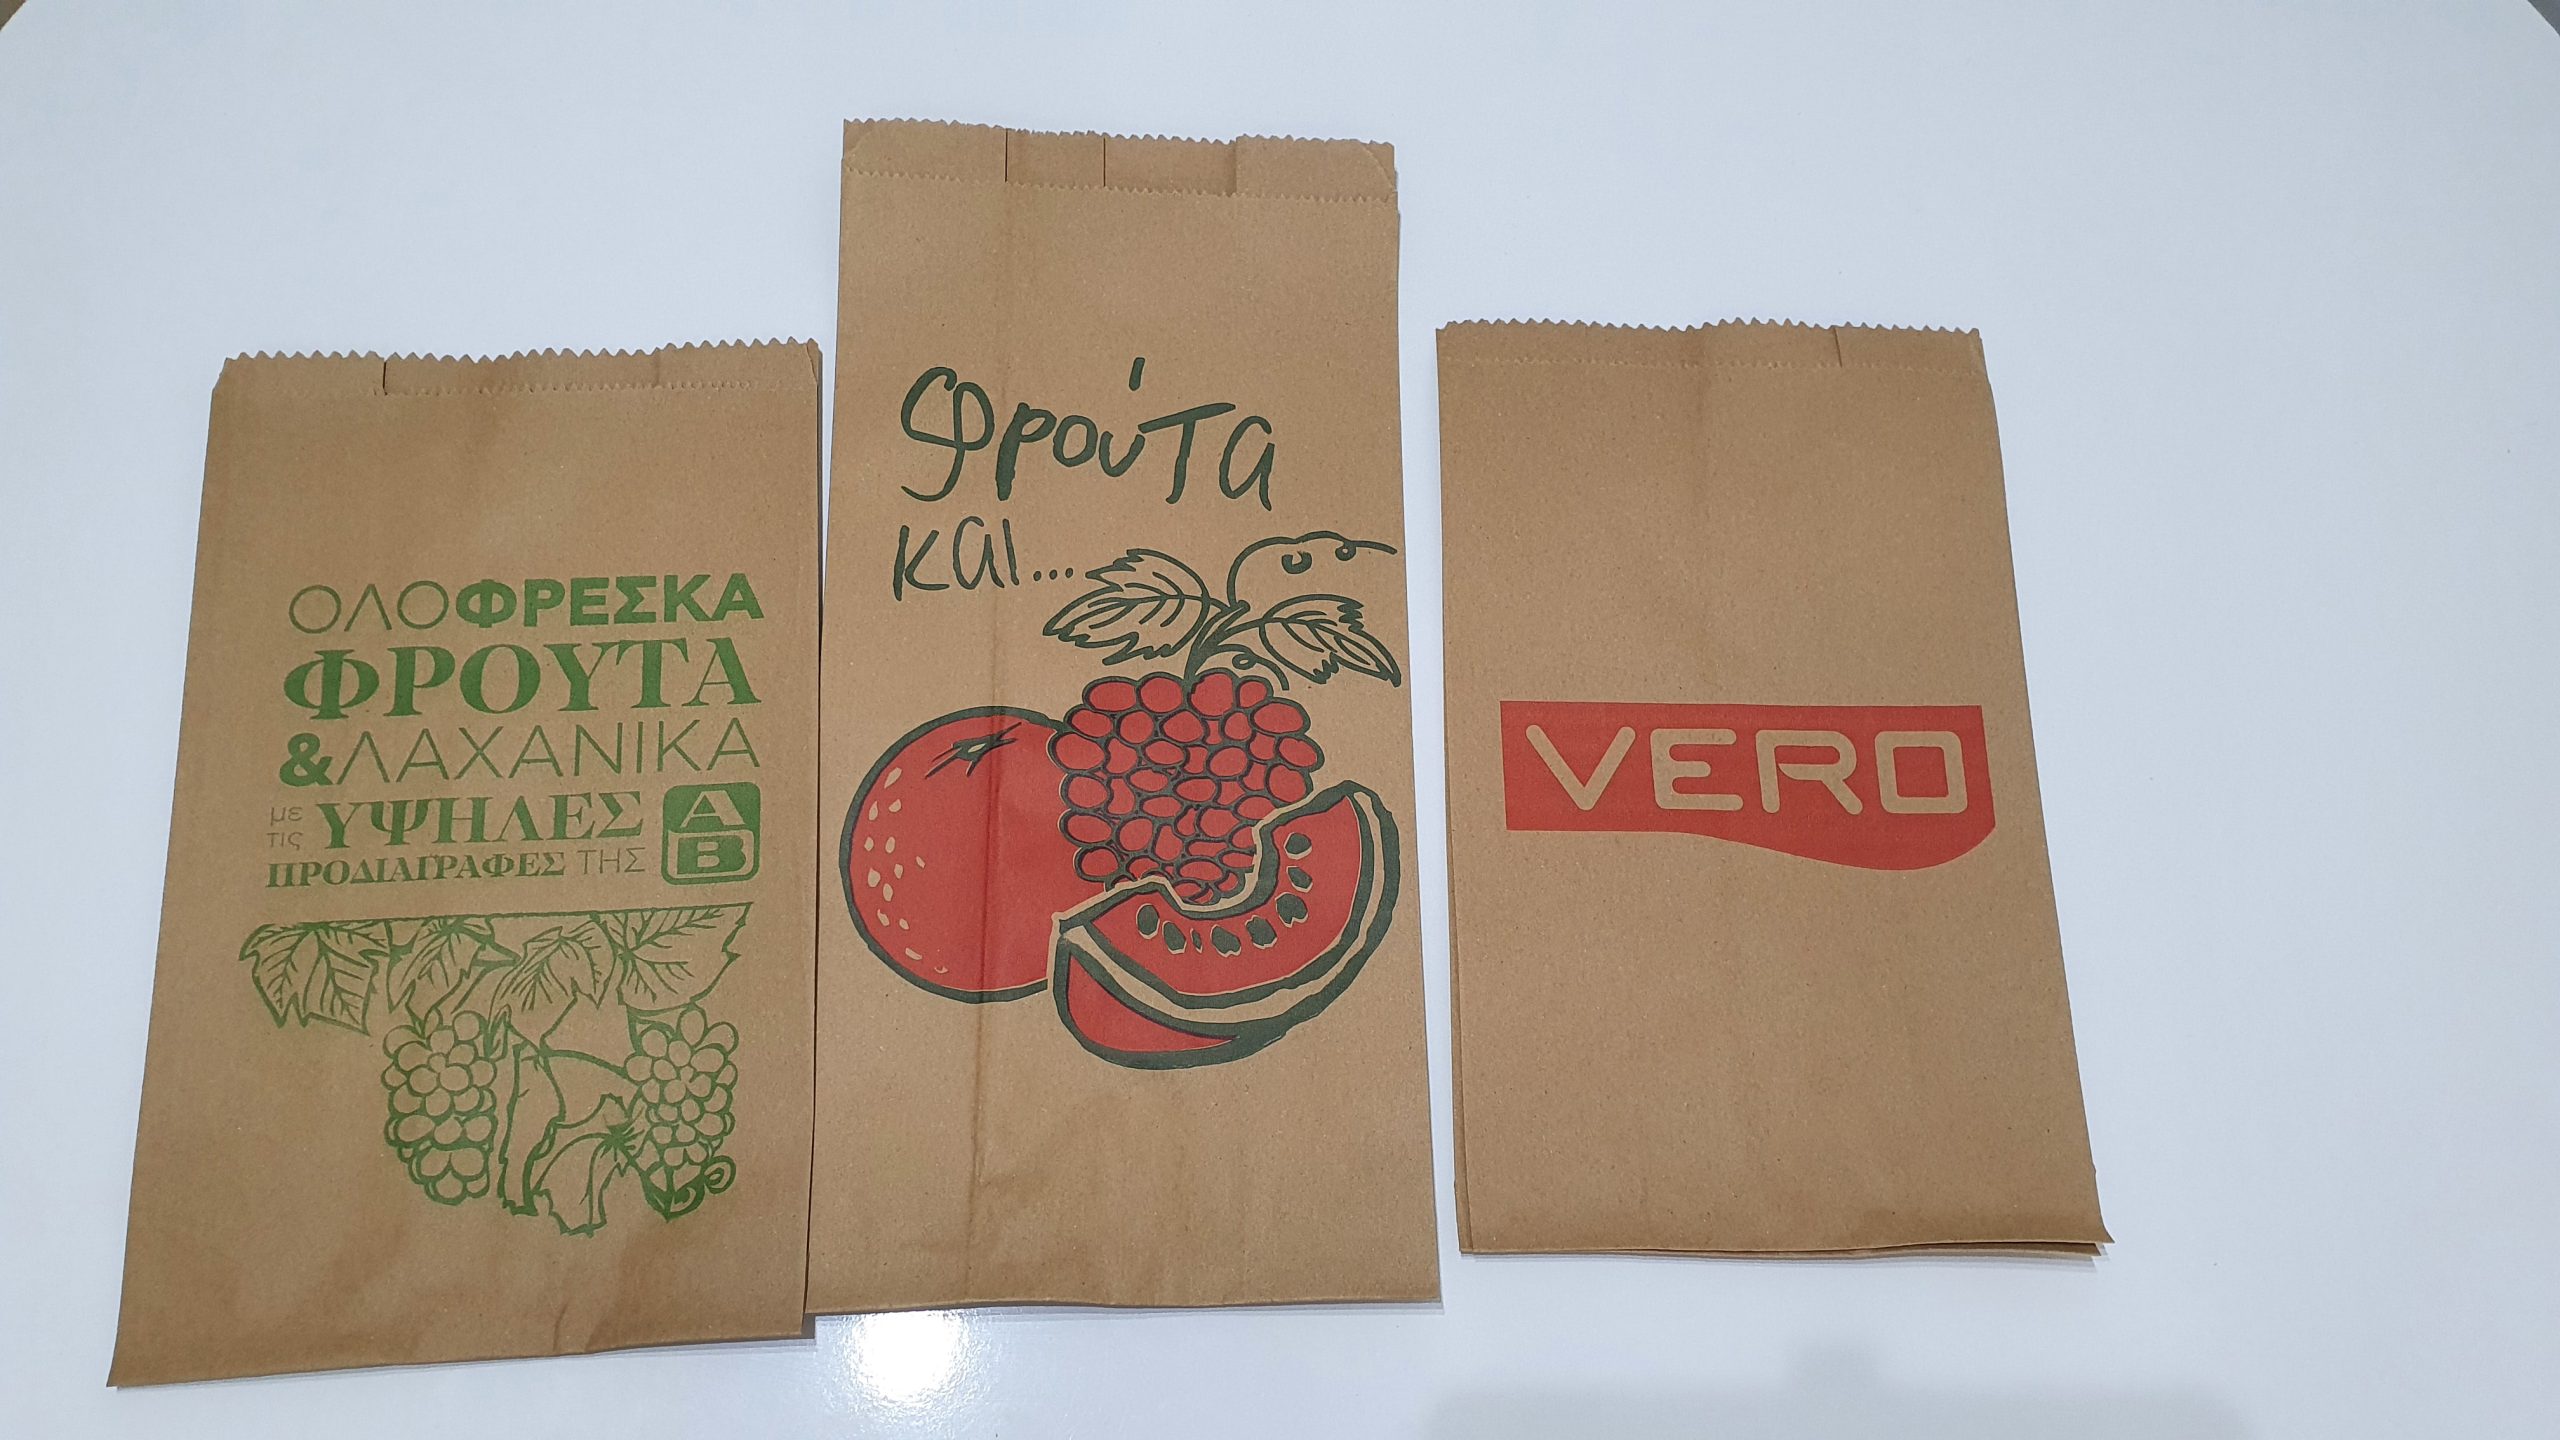 ΟΛΟΦΡΕΣΚΑ
ΦΡΟΥΤΑ
&ΛΑΧΑΝΙΚΑ
με τις ΥΨΗΛΕΣ
ΠΡΟΔΙΑΓΡΑΦΕΣ ΤΗΣ
ΑΒ
Φρούτα
και...
VERO